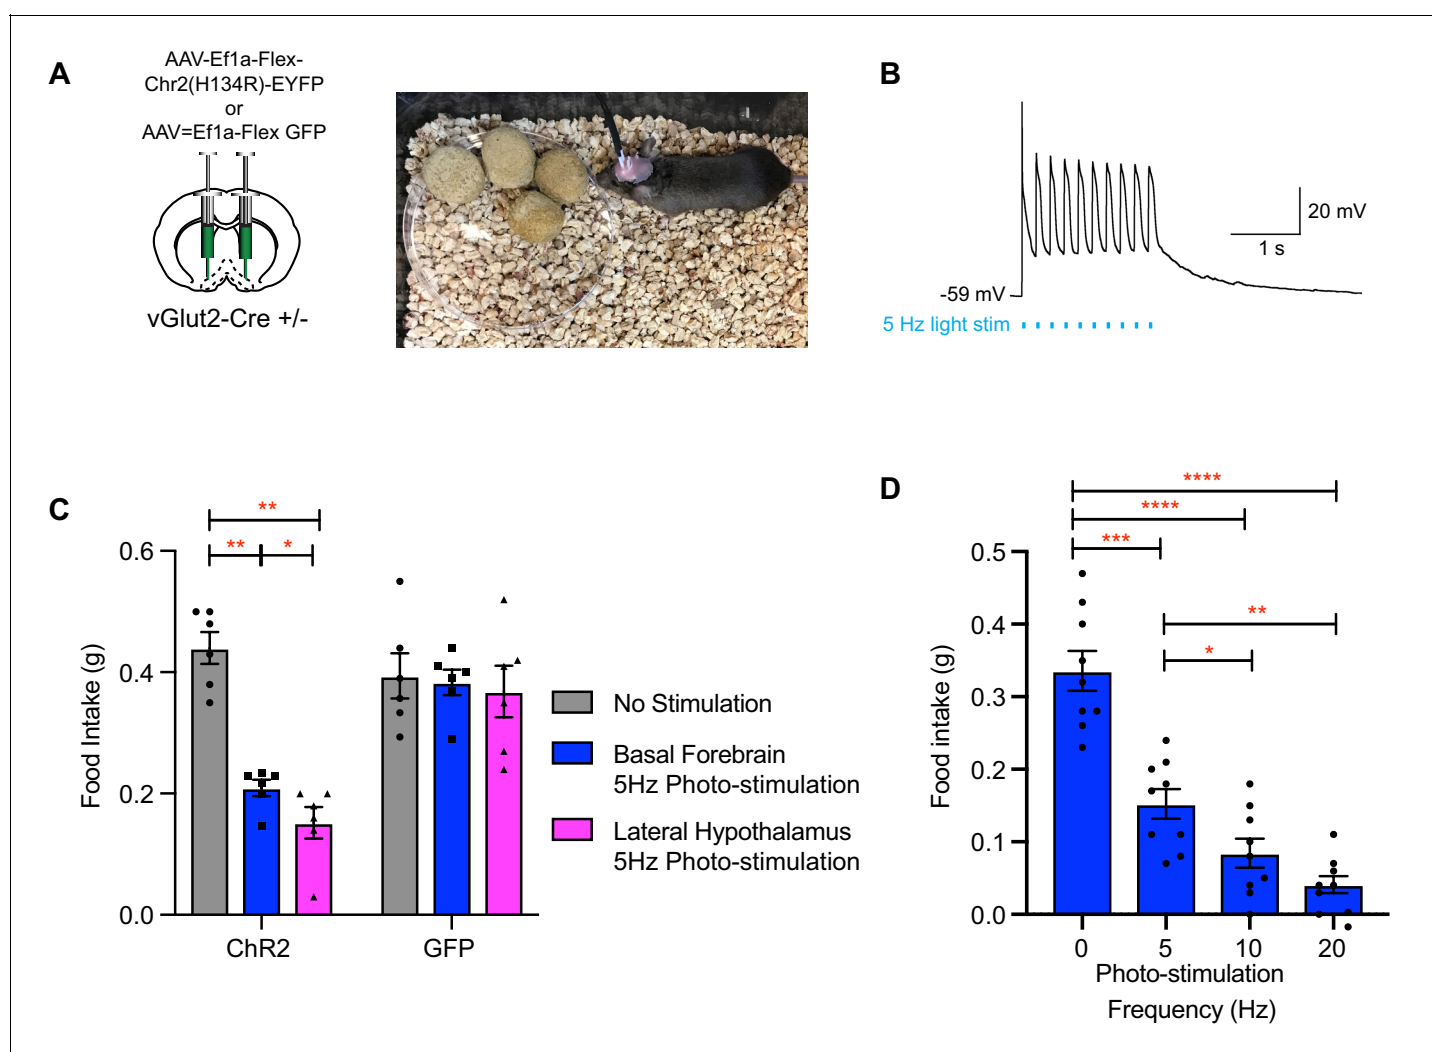 A
AAV-Ef1a-Flex-
Chr2(H134R)-EYFP
or
AAV=Ef1a-Flex GFP
vGlut2-Cre +/-
B
20 mV
1 s
-59 mV
5 Hz light stim
C
**
** *
0.6
0.4
0.2
0.0
Food Intake (g)
ChR2 GFP
No Stimulation
Basal Forebrain
5Hz Photo-stimulation
Lateral Hypothalamus
5Hz Photo-stimulation
D
****
****
***
**
*
0.5
0.4
0.3
0.2
0.1
0.0
Food intake (g)
0 5 10 20
Photo-stimulation
Frequency (Hz)